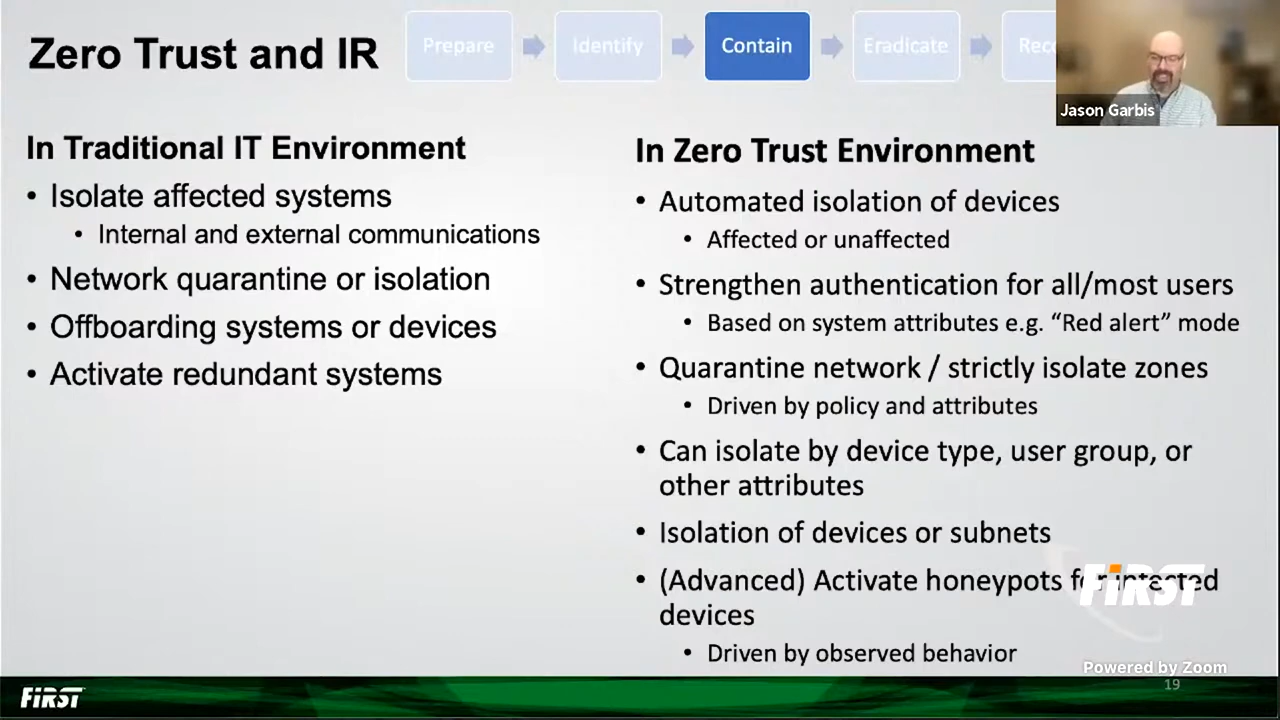 Zero Trust and IR
Prepare
Identify
Contain
Eradicate
Jason Garbis
In Traditional IT Environment
• Isolate affected systems
• Internal and external communications
• Network quarantine or isolation
• Offboarding systems or devices
• Activate redundant systems
In Zero Trust Environment
• Automated isolation of devices
• Affected or unaffected
• Strengthen authentication for all/most users
• Based on system attributes e.g. “Red alert” mode
• Quarantine network / strictly isolate zones
• Driven by policy and attributes
• Can isolate by device type, user group, or
other attributes
• Isolation of devices or subnets
• (Advanced) Activate honeypots for infected
devices
• Driven by observed behavior
FIRST
Powered by Zoom
FIRST
19